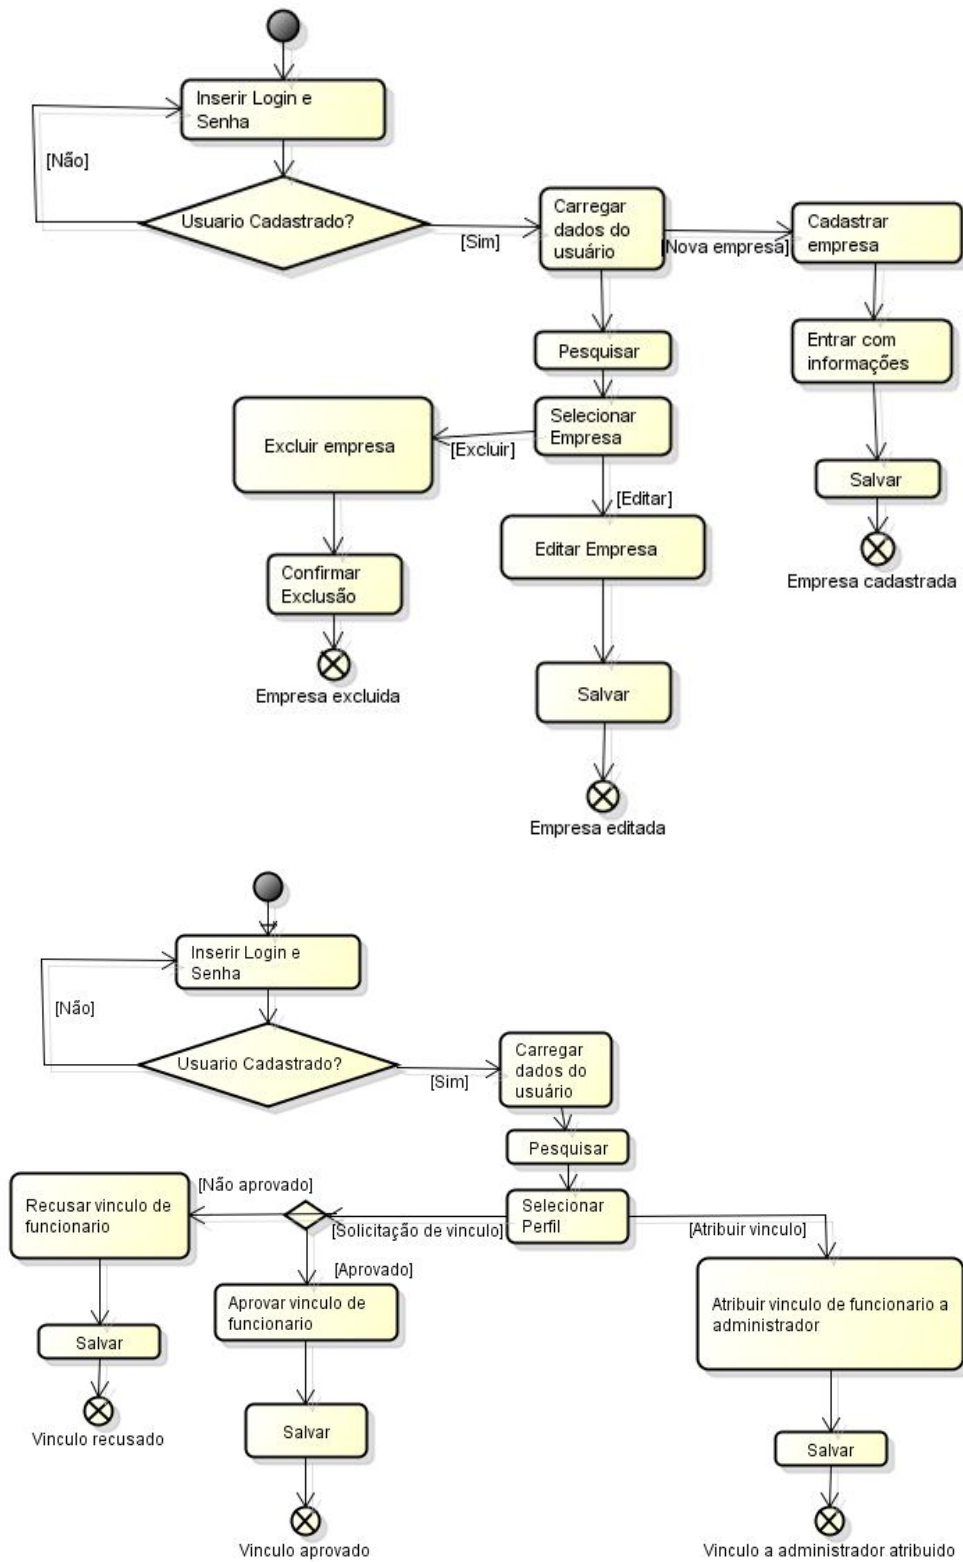 Inserir Login e
Senha
[Não]
Usuario Cadastrado?
[Sim]
Carregar
dados do
usuário
[Nova empresa]
Cadastrar
empresa
Entrar com
informações
Pesquisar
Selecionar
Empresa
[Excluir]
Excluir empresa
Salvar
[Editar]
Editar Empresa
Confirmar
Exclusão
Empresa cadastrada
Empresa excluida
Salvar
Empresa editada
Inserir Login e
Senha
[Não]
Usuario Cadastrado?
[Sim]
Carregar
dados do
usuário
Pesquisar
Selecionar
Perfil
[Não aprovado]
[Solicitação de vinculo]
[Atribuir vinculo]
Recusar vinculo de
funcionario
[Aprovado]
Aprovar vinculo de
funcionario
Atribuir vinculo de funcionario a
administrador
Salvar
Vinculo recusado
Salvar
Salvar
Vinculo aprovado
Vinculo a administrador atribuido